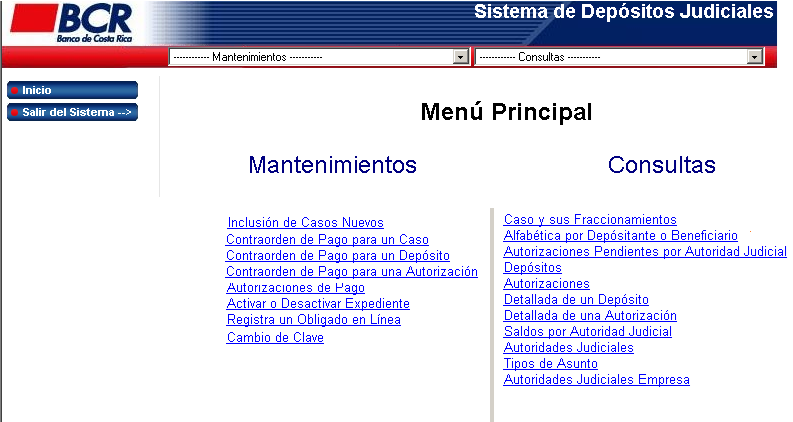 BCR
Banco de Costa Rica
Sistema de Depósitos Judiciales
----------- Mantenimientos -----------
----------- Consultas -----------
Inicio
Salir del Sistema -->
Menú Principal
Mantenimientos
Inclusión de Casos Nuevos
Contraorden de Pago para un Caso
Contraorden de Pago para un Depósito
Contraorden de Pago para una Autorización
Autorizaciones de Pago
Activar o Desactivar Expediente
Registra un Obligado en Línea
Cambio de Clave
Consultas
Caso y sus Fraccionamientos
Alfabética por Depósitante o Beneficiario
Autorizaciones Pendientes por Autoridad Judicial
Depósitos
Autorizaciones
Detallada de un Depósito
Detallada de una Autorización
Saldos por Autoridad Judicial
Autoridades Judiciales
Tipos de Asunto
Autoridades Judiciales Empresa